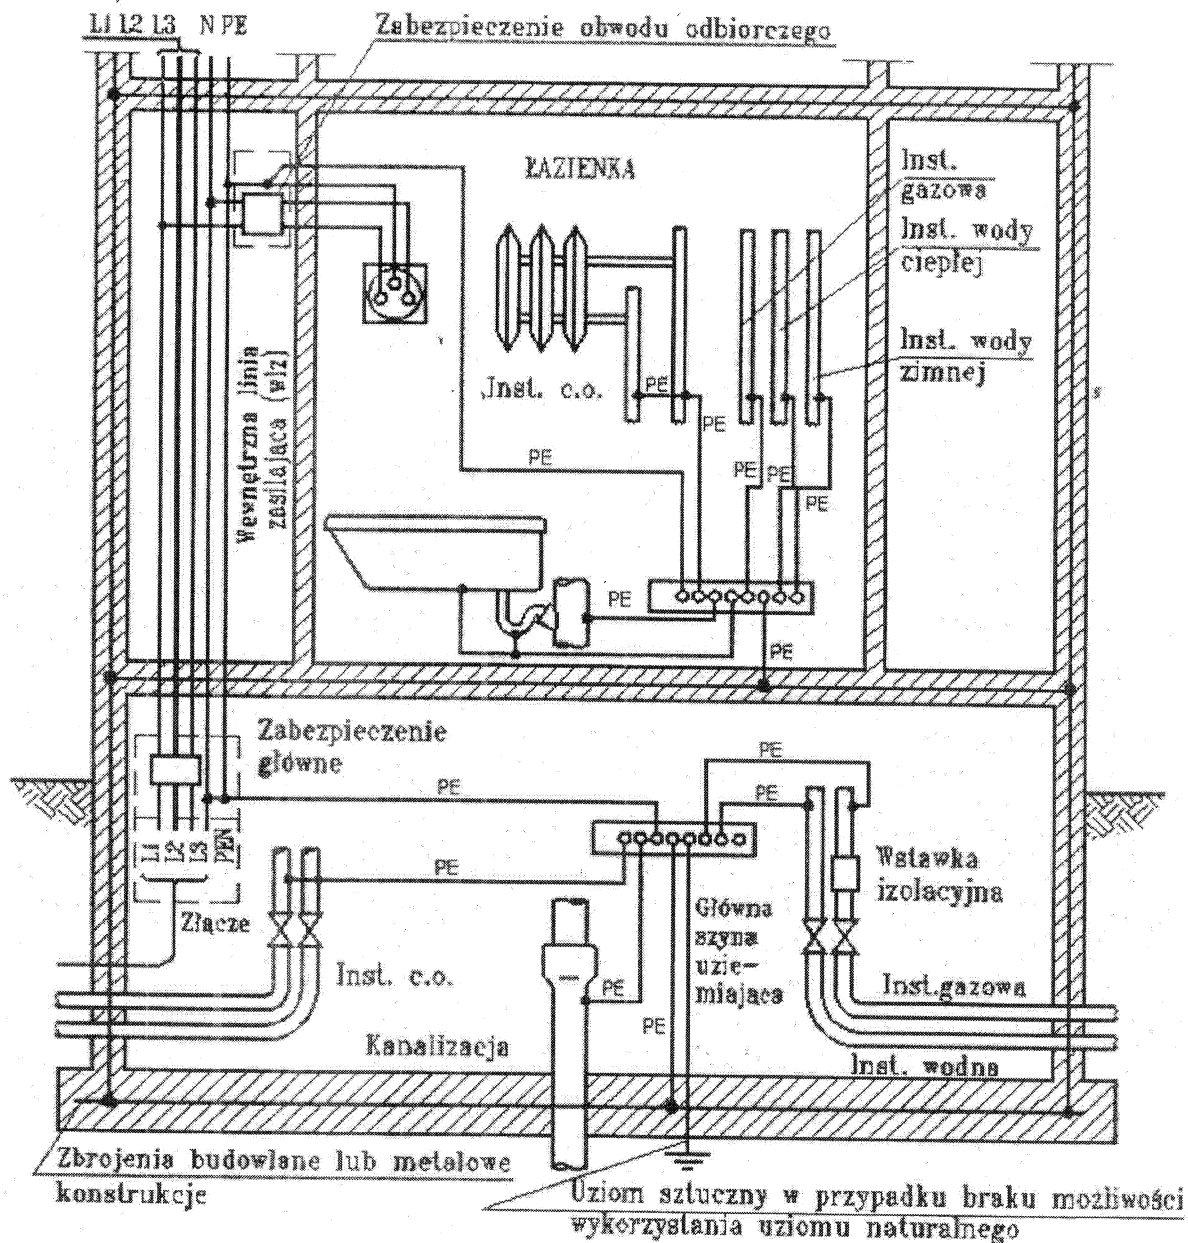 L1 L2 L3 N PE
Zabezpieczenie obwodu odbiorczego
ŁAZIENKA
Inst.
gazowa
Inst. wody
ciepłej
Inst. wody
zimnej
Wewnętrzna linia
zasilająca (wlz)
Inst. c.o.
PE
PE
PE
PE
PE
PE
PE
PE
Zabezpieczenie
główne
PE
PE
PE
L1
L2
L3
PEN
Złącze
PE
Główna
szyna
uzie-
miająca
Wstawka
izolacyjna
Inst. c.o.
PE
PE
Kanalizacja
Inst.gazowa
Inst. wodna
Zbrojenia budowlane lub metalowe
konstrukcje
Uziom sztuczny w przypadku braku możliwości
wykorzystania uziomu naturalnego